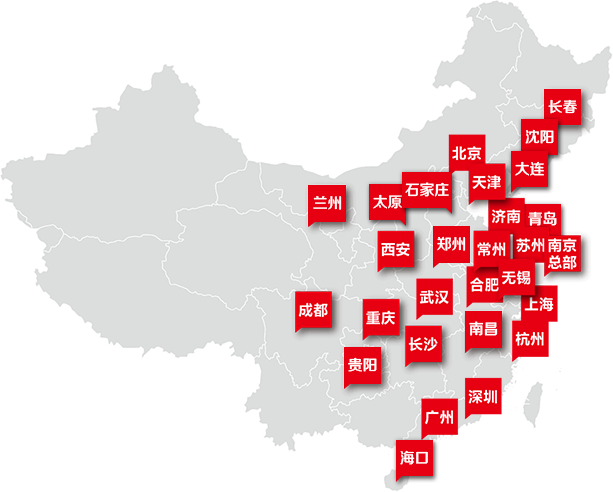 长春
沈阳
北京
大连
天津
石家庄
太原
兰州
济南
青岛
郑州
西安
常州
苏州
南京
总部
无锡
合肥
武汉
上海
成都
重庆
南昌
杭州
长沙
贵阳
深圳
广州
海口